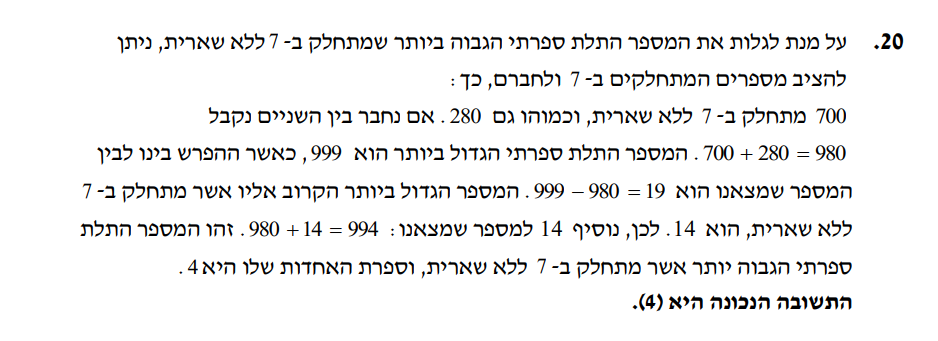 20. על מנת לגלות את המספר התלת ספרתי הגבוה ביותר שמתחלק ב- 7 ללא שארית, ניתן
להציב מספרים המתחלקים ב- 7 ולחברם, כך :
700 מתחלק ב- 7 ללא שארית, וכמוהו גם 280 . אם נחבר בין השניים נקבל
700 + 280 = 980 . המספר התלת ספרתי הגדול ביותר הוא 999 , כאשר ההפרש בינו לבין
המספר שמצאנו הוא 999 − 980 = 19 . המספר הגדול ביותר הקרוב אליו אשר מתחלק ב- 7
ללא שארית, הוא 14 . לכן, נוסיף 14 למספר שמצאנו : 980 + 14 = 994 . זהו המספר התלת
ספרתי הגבוה יותר אשר מתחלק ב- 7 ללא שארית, וספרת האחדות שלו היא 4 .
התשובה הנכונה היא (4).